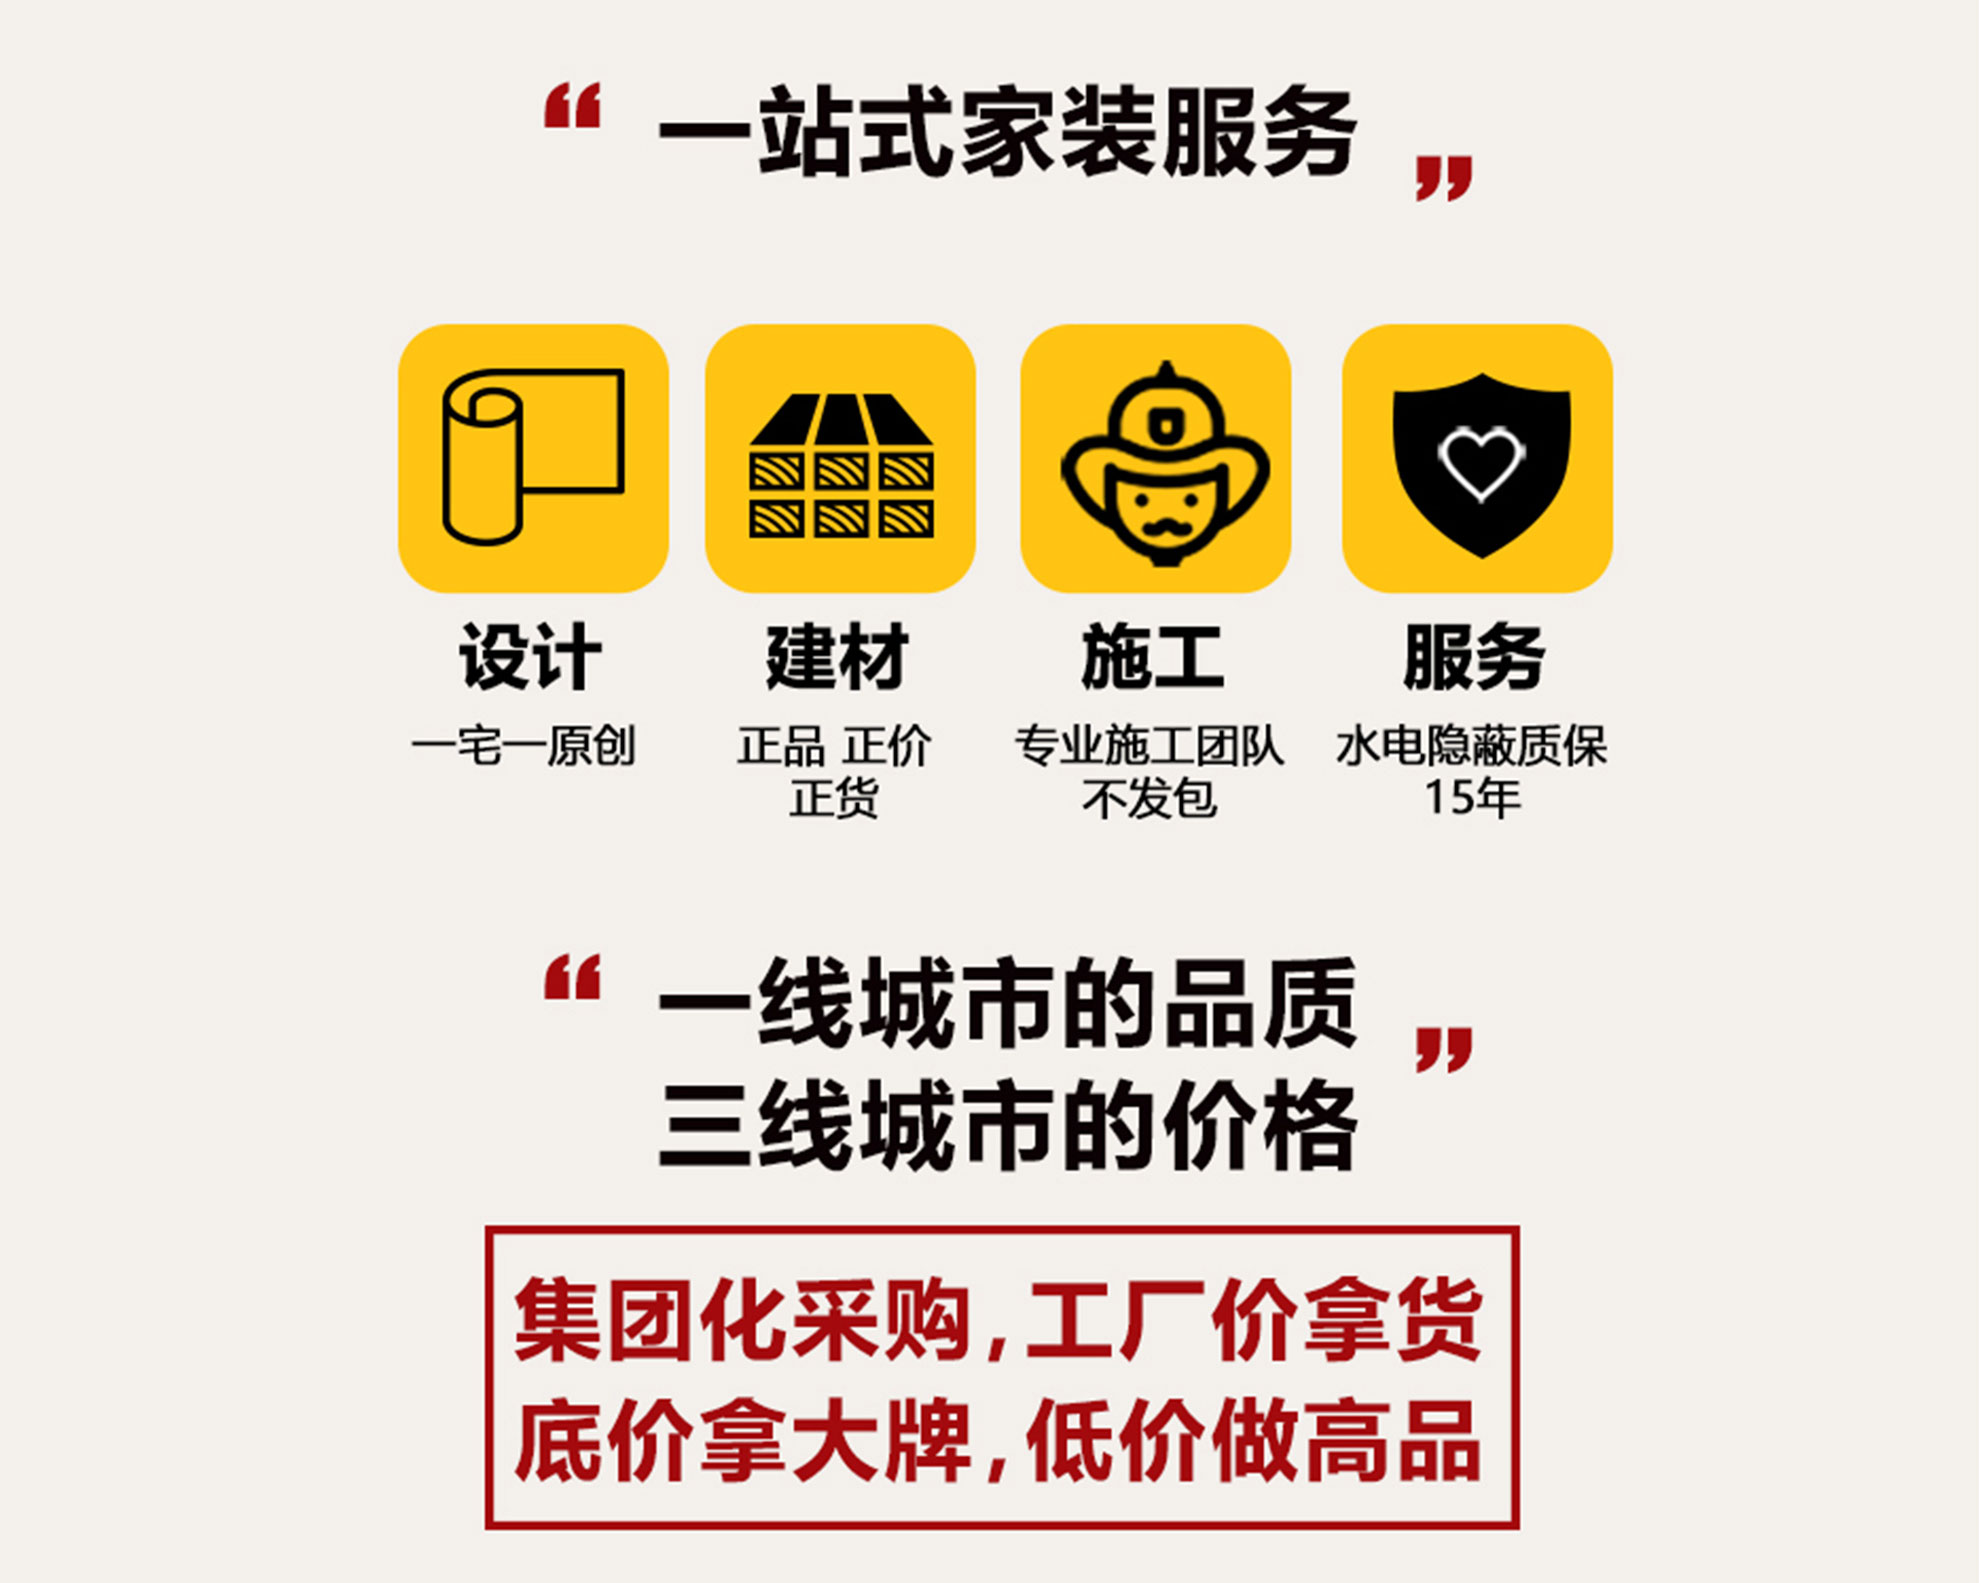 “一站式家装服务”
设计
建材
施工
服务
一宅一原创
正品 正价
正货
专业施工团队
不发包
水电隐蔽质保
15年
“一线城市的品质
三线城市的价格”
集团化采购,工厂价拿货
底价拿大牌,低价做高品